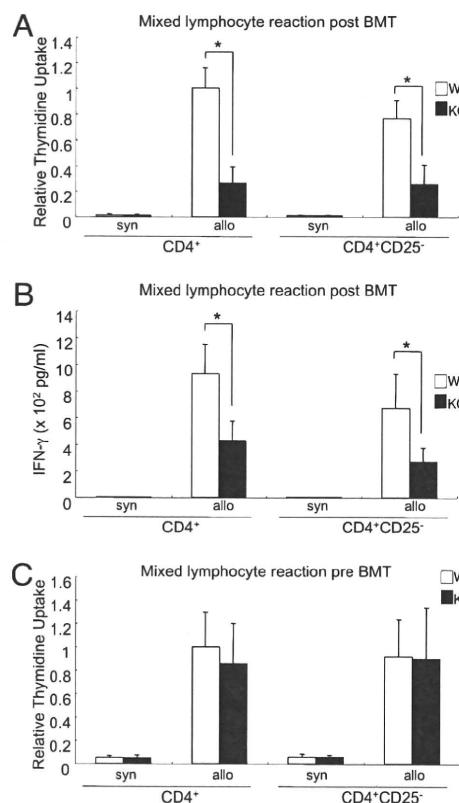 A
Mixed lymphocyte reaction post BMT
Relative Thymidine Uptake
1.4
1.2
1
0.8
0.6
0.4
0.2
0
*
*
W
KO
syn
allo
syn
allo
CD4+
CD4+CD25-
B
Mixed lymphocyte reaction post BMT
IFN-γ (x 10² pg/ml)
14
12
10
8
6
4
2
0
*
*
W
KO
syn
allo
syn
allo
CD4+
CD4+CD25-
C
Mixed lymphocyte reaction pre BMT
Relative Thymidine Uptake
1.6
1.4
1.2
1
0.8
0.6
0.4
0.2
0
W
K
syn
allo
syn
allo
CD4+
CD4+CD25-